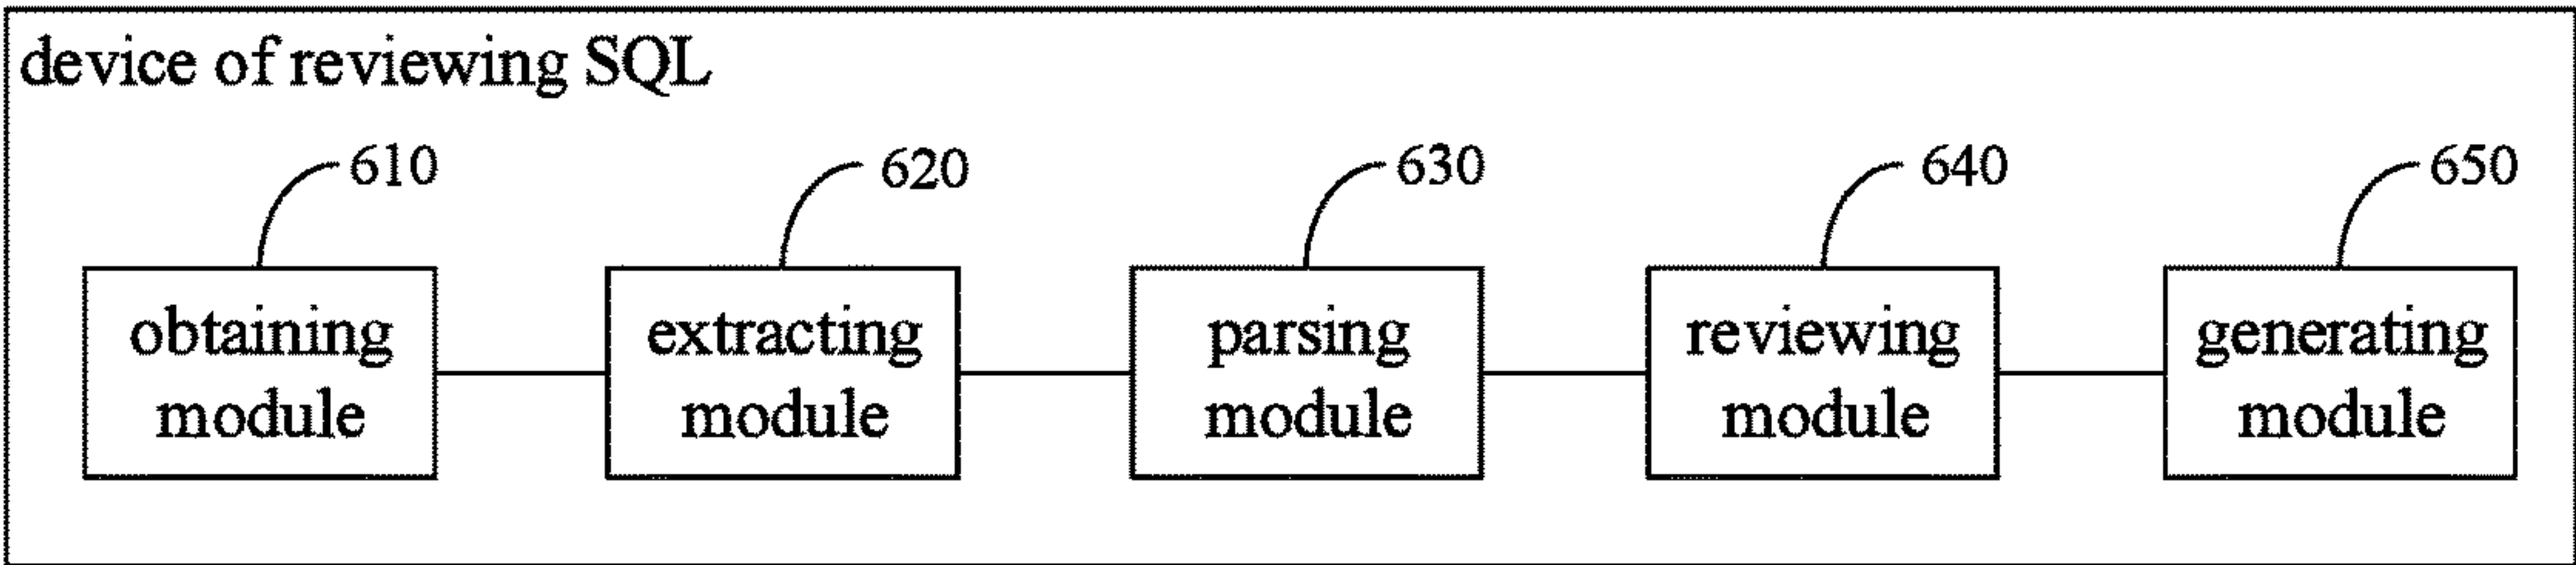 device of reviewing SQL
610 620 630 640 650
obtaining module
extracting module
parsing module
reviewing module
generating module